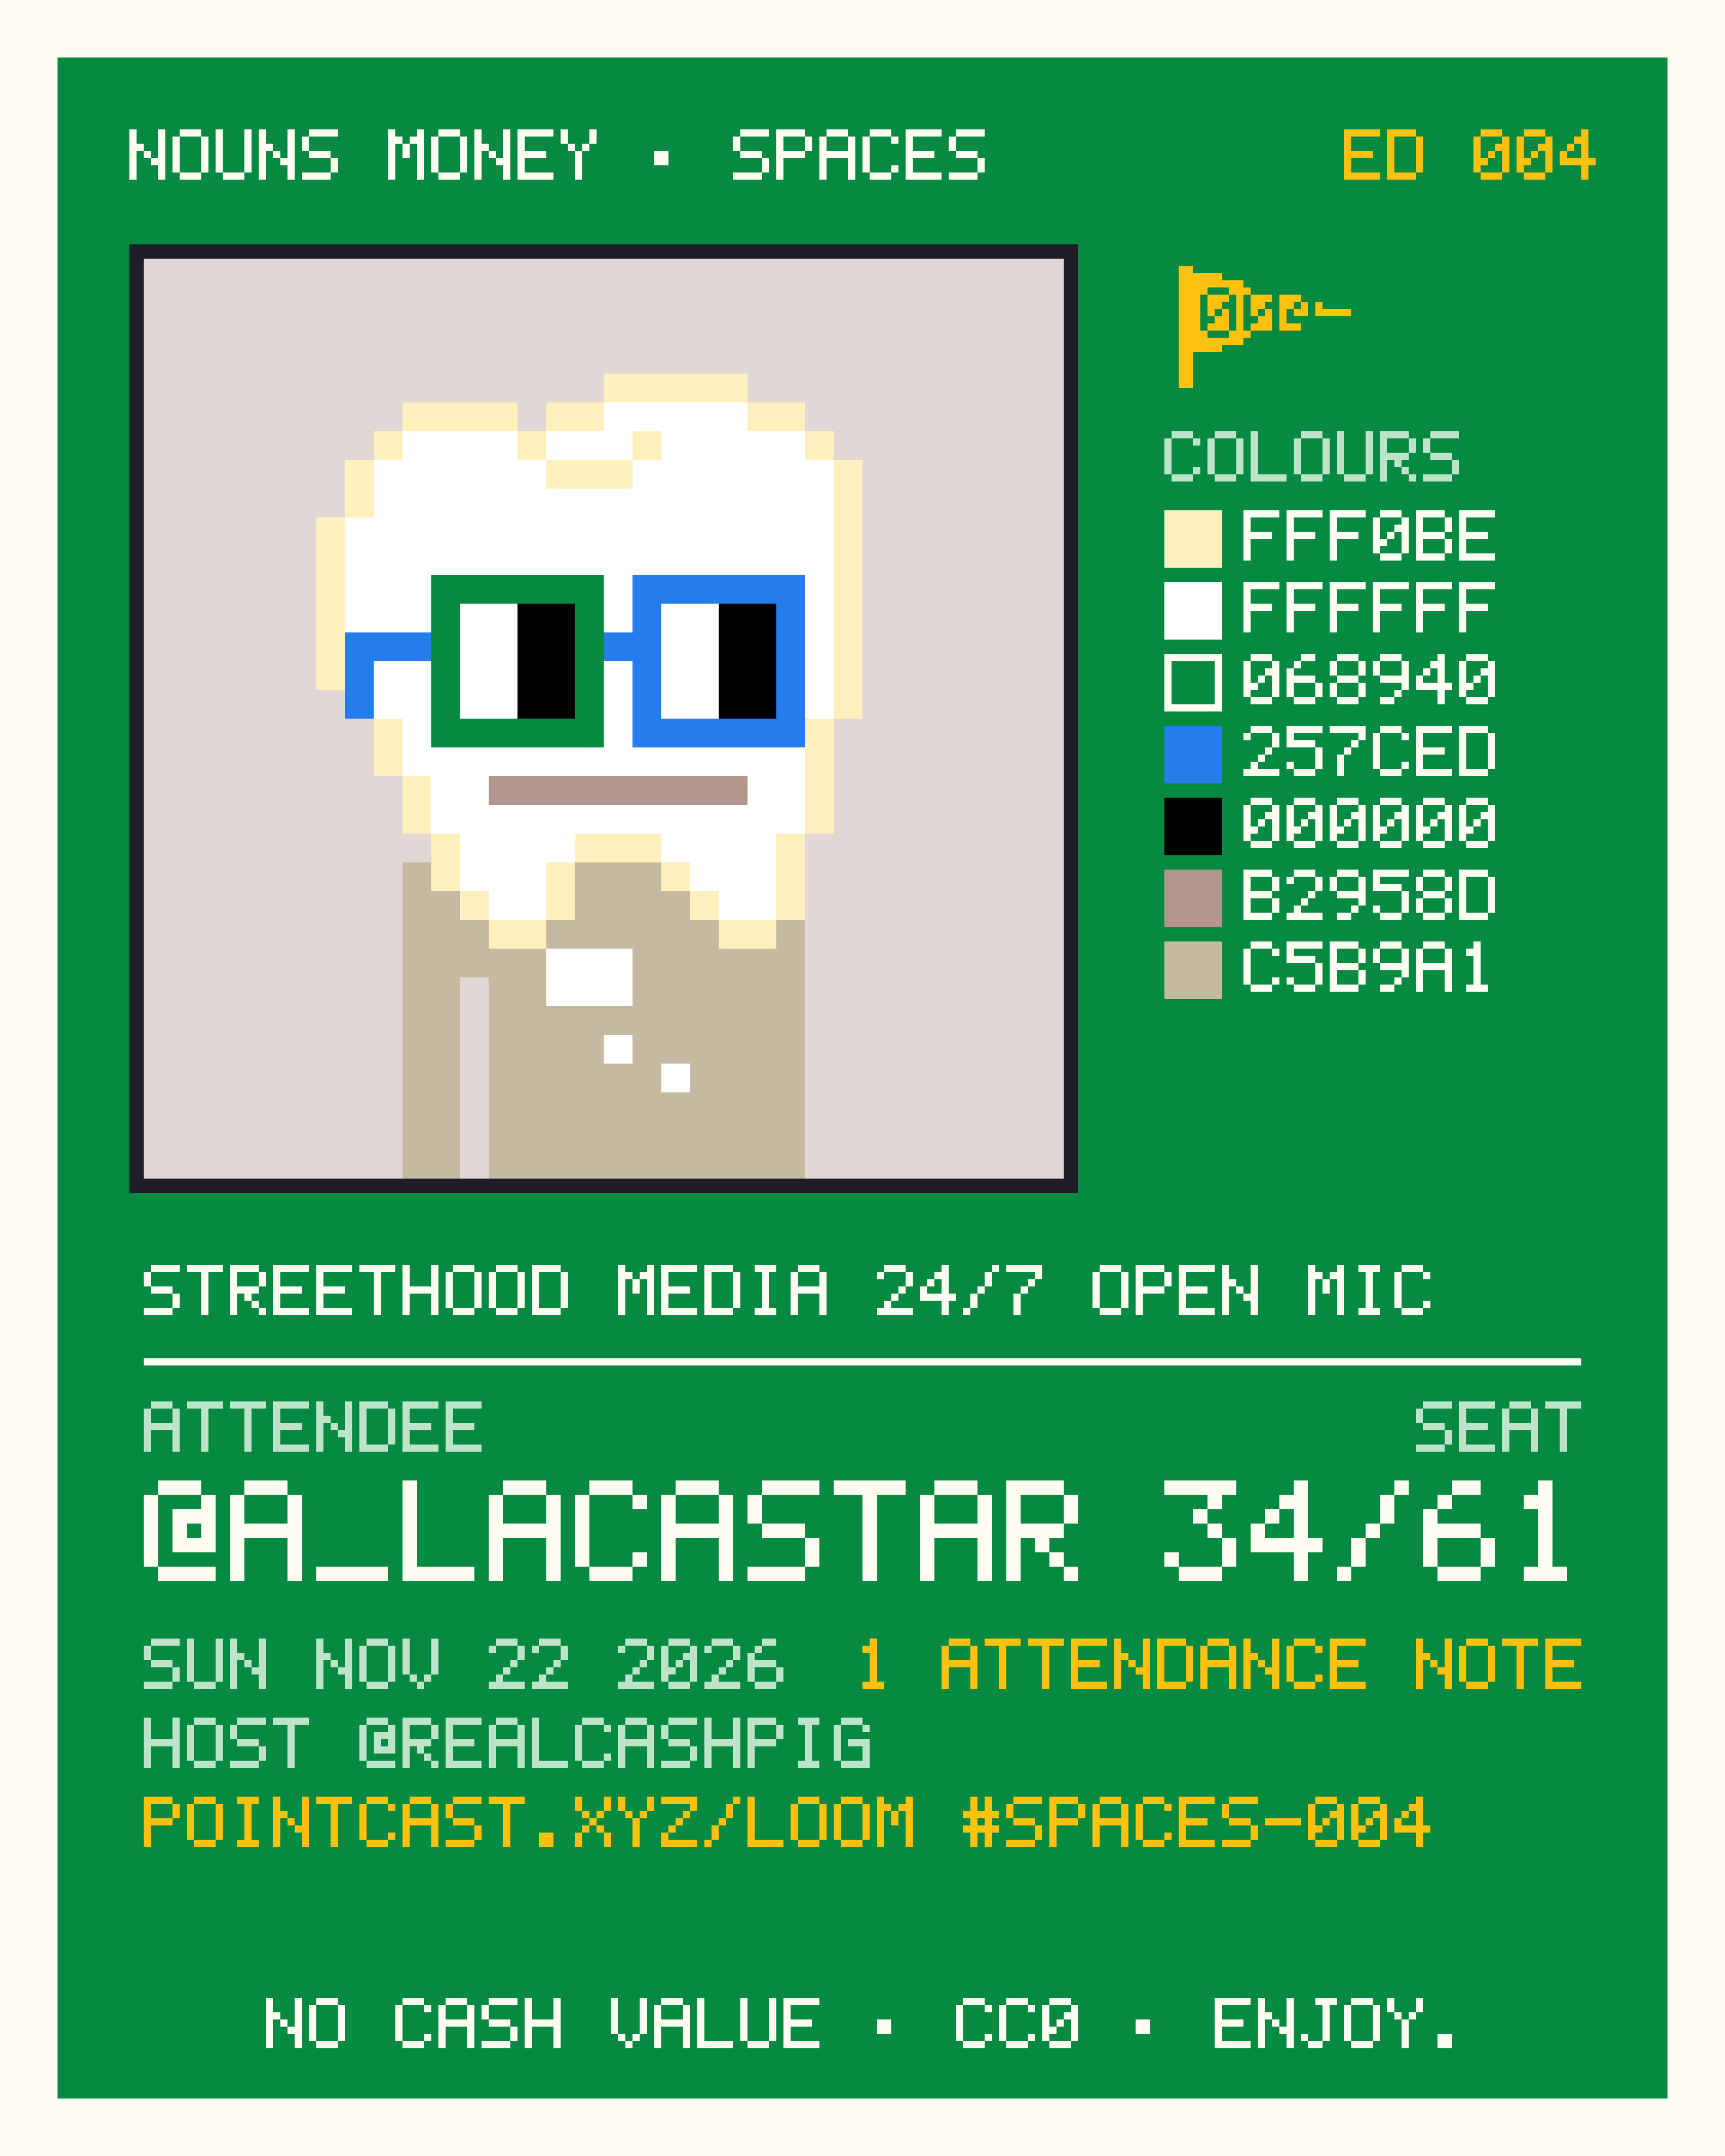 NOUNS MONEY · SPACES
ED 004
COLOURS
FFF0BE
FFFFFF
068940
257CED
000000
B2958D
C5B9A1
STREETHOOD MEDIA 24/7 OPEN MIC
ATTENDEE SEAT
@A_LACASTAR 34/61
SUN NOV 22 2026 1 ATTENDANCE NOTE
HOST @REALCASHPIG
POINTCAST.XYZ/LOOM #SPACES-004
NO CASH VALUE · CC0 · ENJOY.